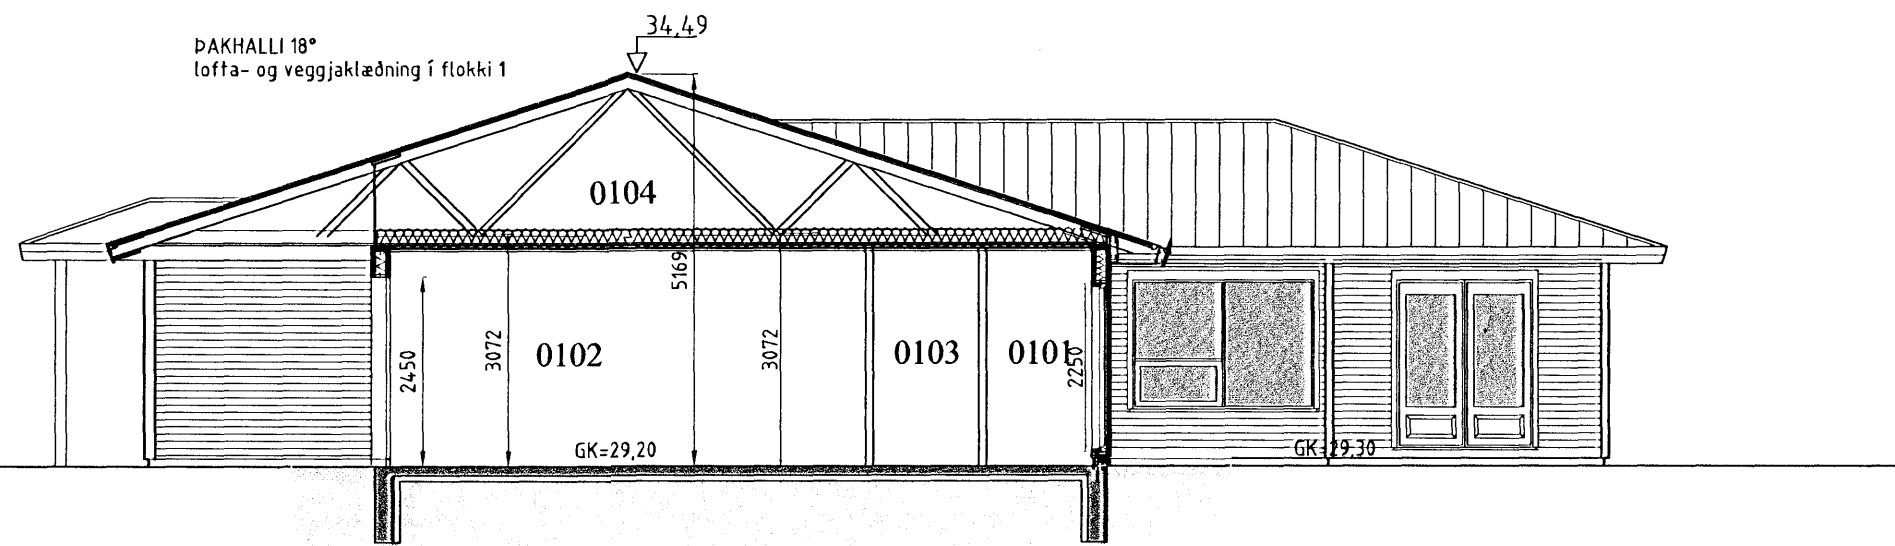 34,49
ÞAKHALLI 18°
lofta- og veggjaklæðning í flokki 1
0104
5169
2450
3072
0102
3072
0103
0101
2250
GK=29,20
GK=29,30